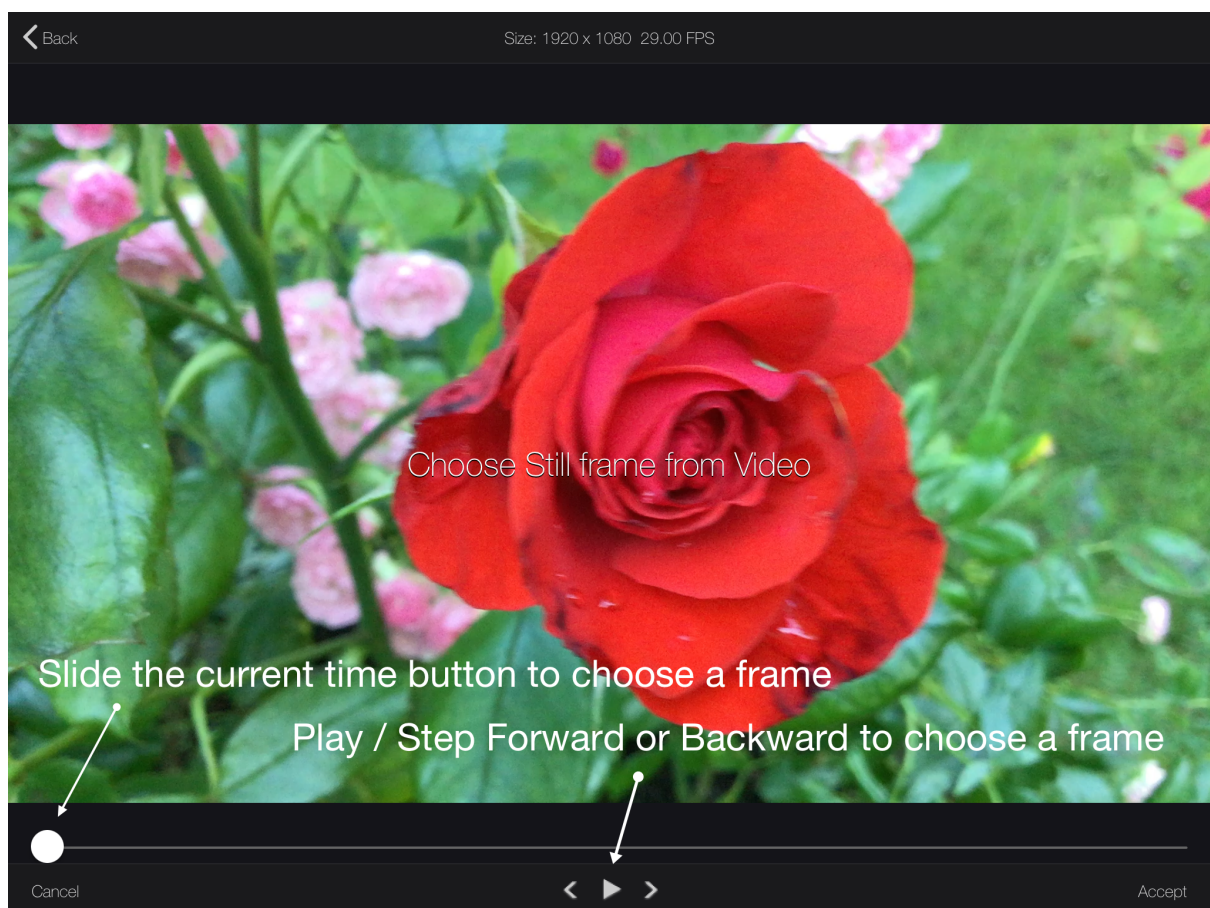 Back
Size: 1920 x 1080 29.00 FPS
Choose Still frame from Video
Slide the current time button to choose a frame
Play / Step Forward or Backward to choose a frame
Cancel
Accept